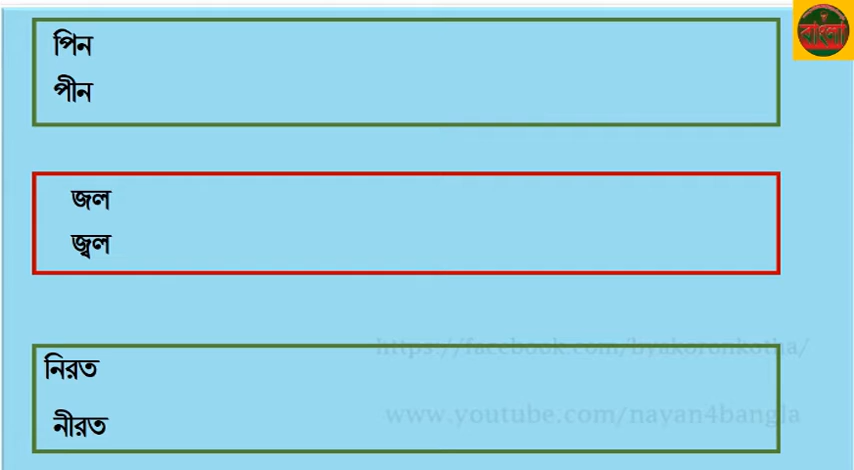 বাংলা
পিন
পীন
জল
জ্বল
https://facebook.com/byakoronkotha/
নিরত
www.youtube.com/nayan4bangla
নীরত